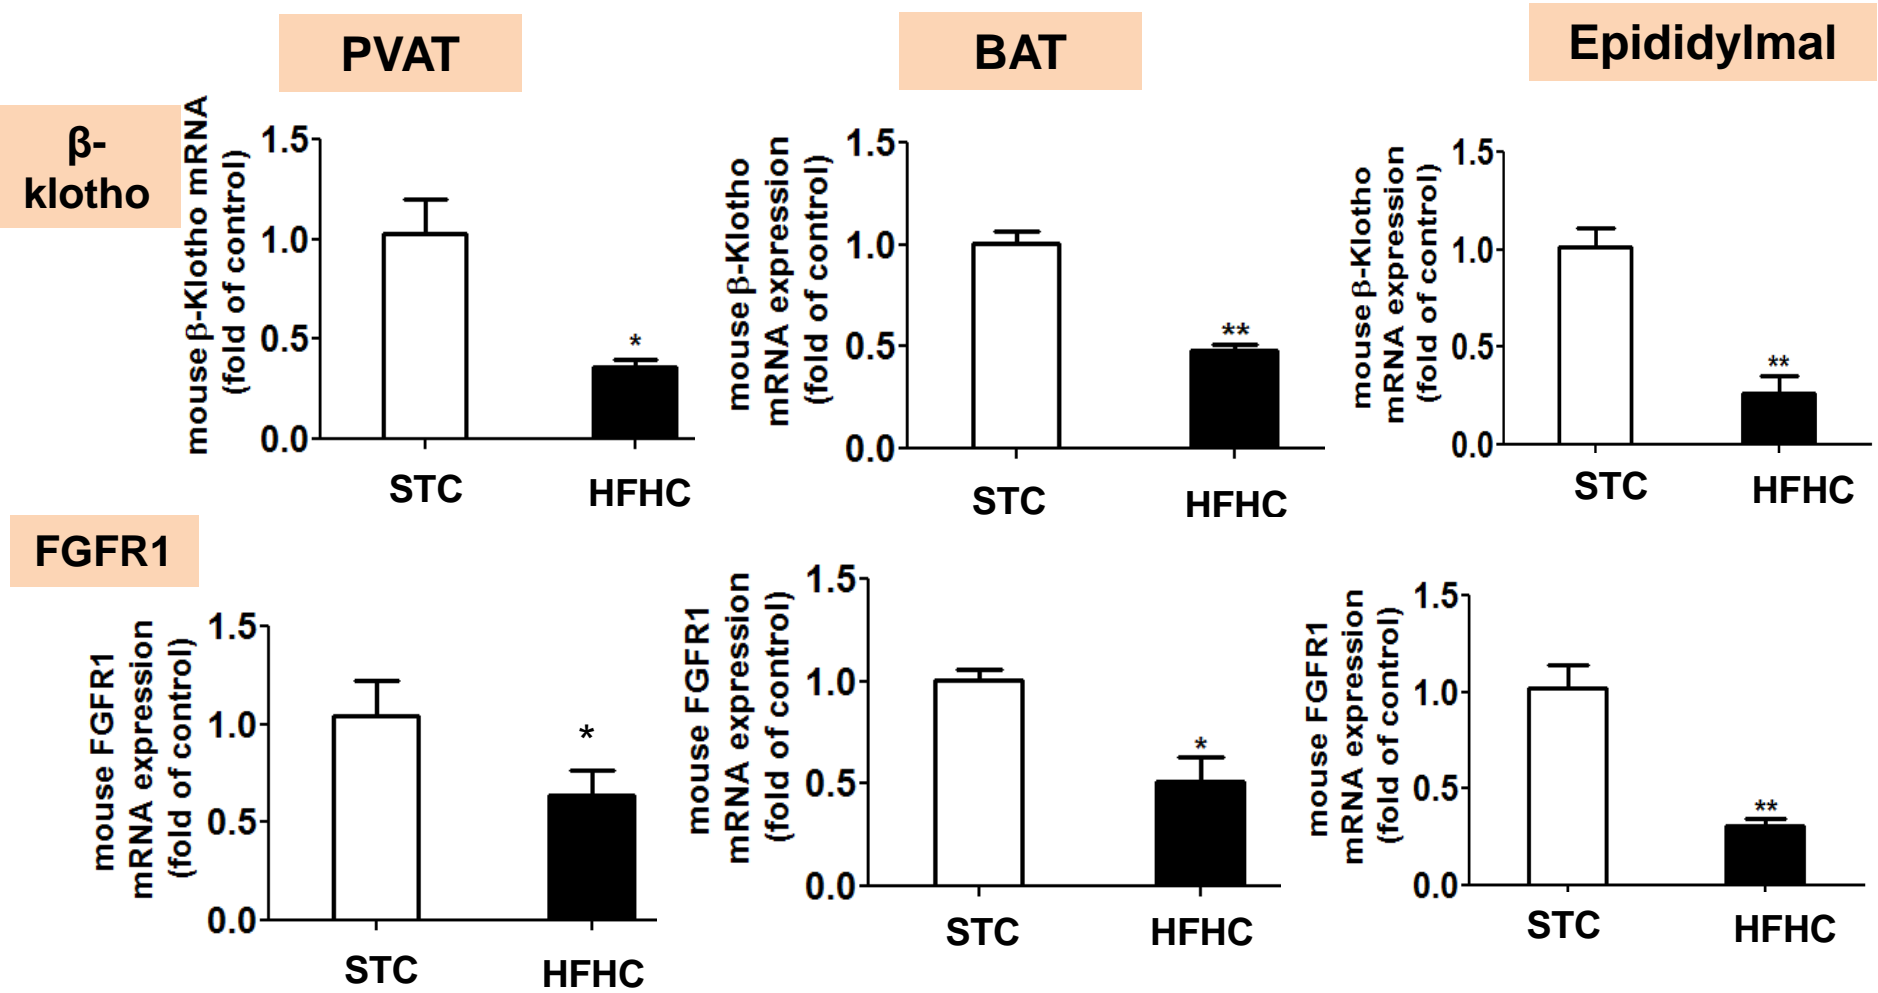 PVAT
BAT
Epididylmal
β-
klotho
mouse β-Klotho mRNA
(fold of control)
1.5
1.0
0.5
0.0
*
STC
HFHC
mouse β-Klotho
mRNA expression
(fold of control)
1.5
1.0
0.5
0.0
**
STC
HFHC
mouse β-Klotho
mRNA expression
(fold of control)
1.5
1.0
0.5
0.0
**
STC
HFHC
FGFR1
mouse FGFR1
mRNA expression
(fold of control)
1.5
1.0
0.5
0.0
*
STC
HFHC
mouse FGFR1
mRNA expression
(fold of control)
1.5
1.0
0.5
0.0
*
STC
HFHC
mouse FGFR1
mRNA expression
(fold of control)
1.5
1.0
0.5
0.0
**
STC
HFHC